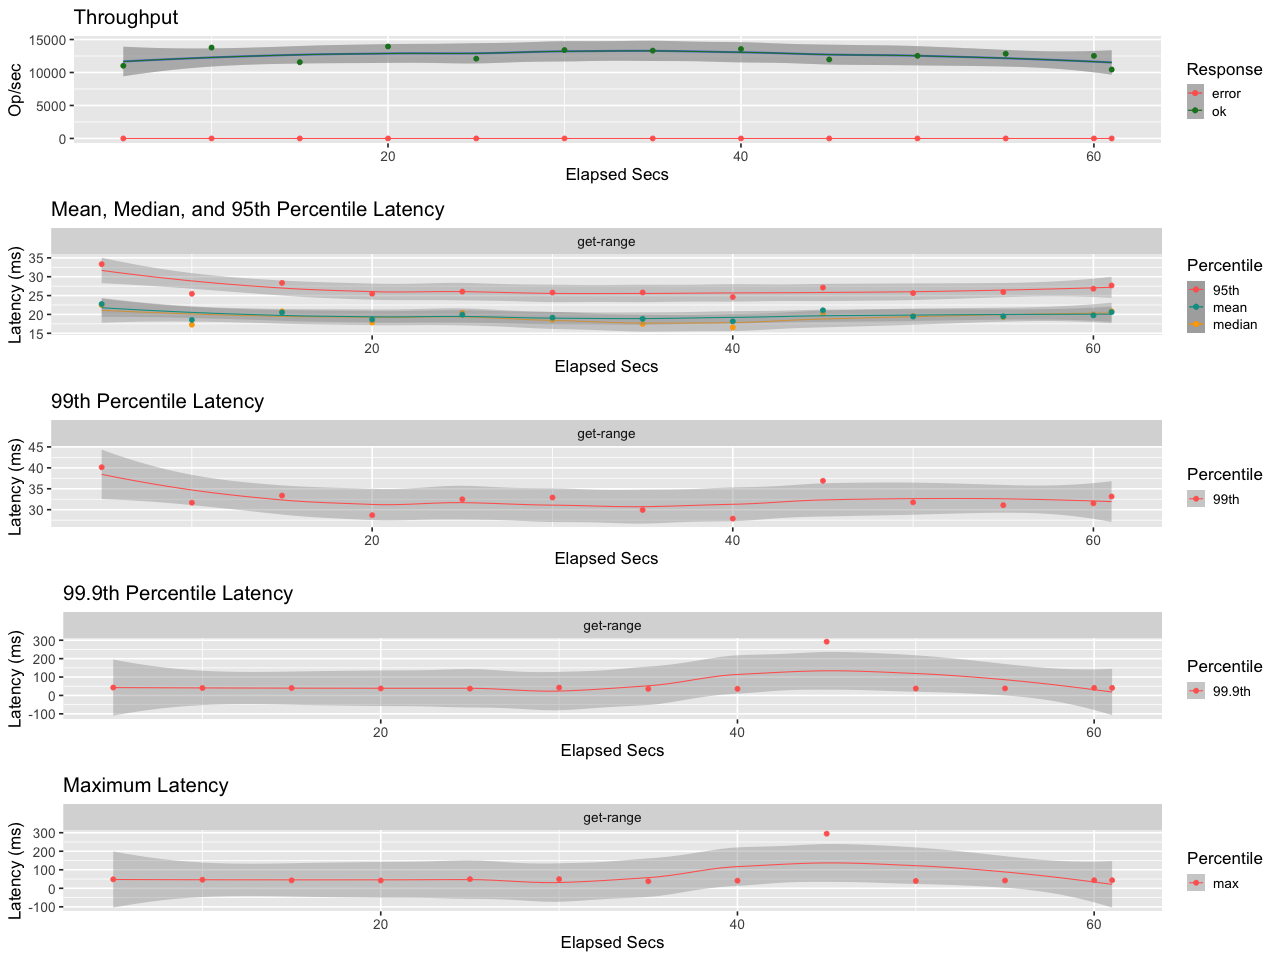 Throughput
15000
10000
5000
0
Op/sec
20
40
60
Elapsed Secs
Response
error
ok
Mean, Median, and 95th Percentile Latency
get-range
35
30
25
20
15
Latency (ms)
20
40
60
Elapsed Secs
Percentile
95th
mean
median
99th Percentile Latency
get-range
45
40
35
30
Latency (ms)
20
40
60
Elapsed Secs
Percentile
99th
99.9th Percentile Latency
get-range
300
200
100
0
-100
Latency (ms)
20
40
60
Elapsed Secs
Percentile
99.9th
Maximum Latency
get-range
300
200
100
0
-100
Latency (ms)
20
40
60
Elapsed Secs
Percentile
max